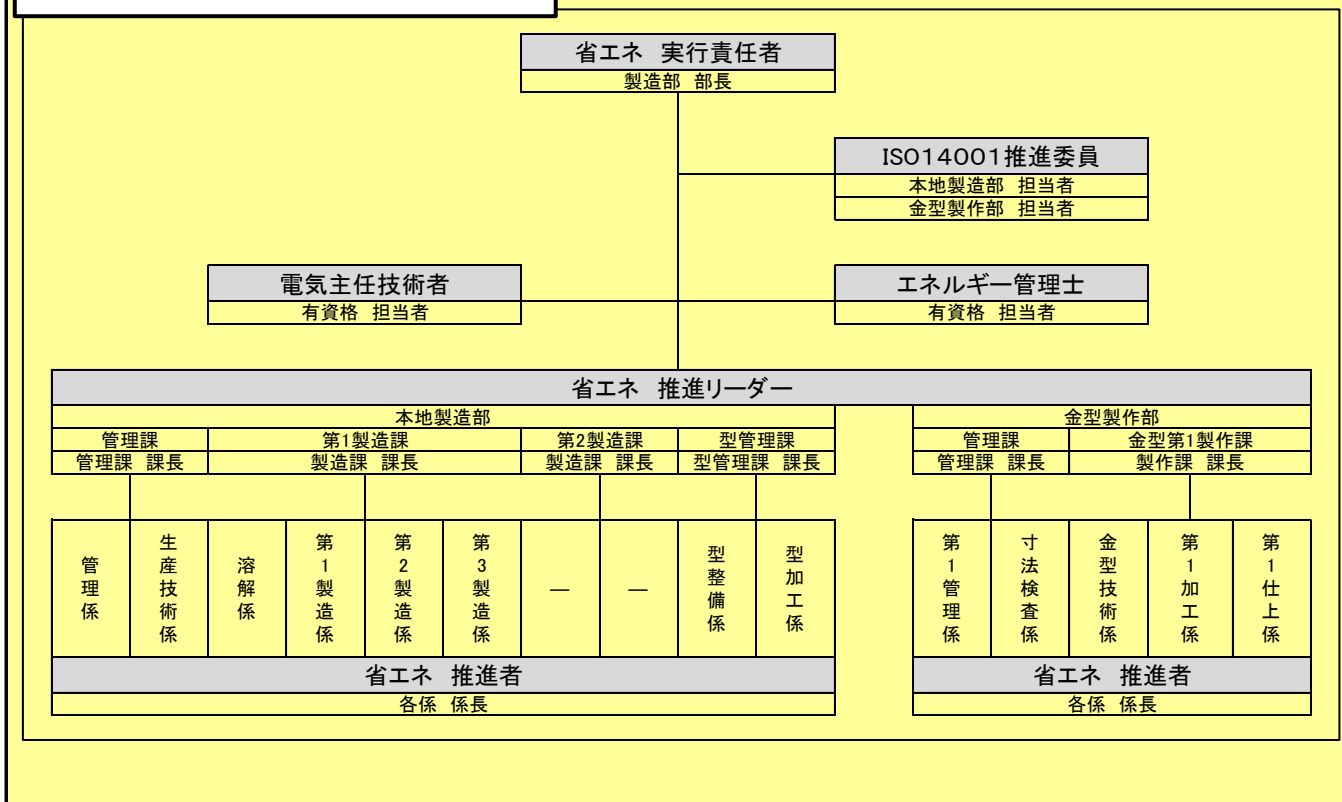 省エネ 実行責任者
製造部 部長
ISO14001推進委員
本地製造部 担当者
金型製作部 担当者
電気主任技術者
有資格 担当者
エネルギー管理士
有資格 担当者
省エネ 推進リーダー
本地製造部
金型製作部
管理課
第1製造課
第2製造課
型管理課
管理課
金型第1製作課
管理課 課長
製造課 課長
製造課 課長
型管理課 課長
管理課 課長
製作課 課長
管理係
生産技術係
溶解係
第1製造係
第2製造係
第3製造係
―
―
型整備係
型加工係
第1管理係
寸法検査係
金型技術係
第1加工係
第1仕上係
省エネ 推進者
各係 係長
省エネ 推進者
各係 係長